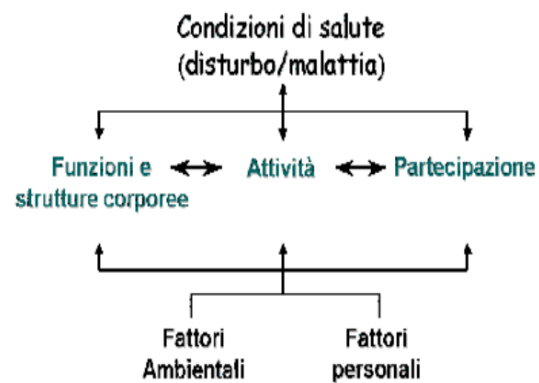 Condizioni di salute
(disturbo/malattia)
Funzioni e
strutture corporee
Attività
Partecipazione
Fattori
Ambientali
Fattori
personali